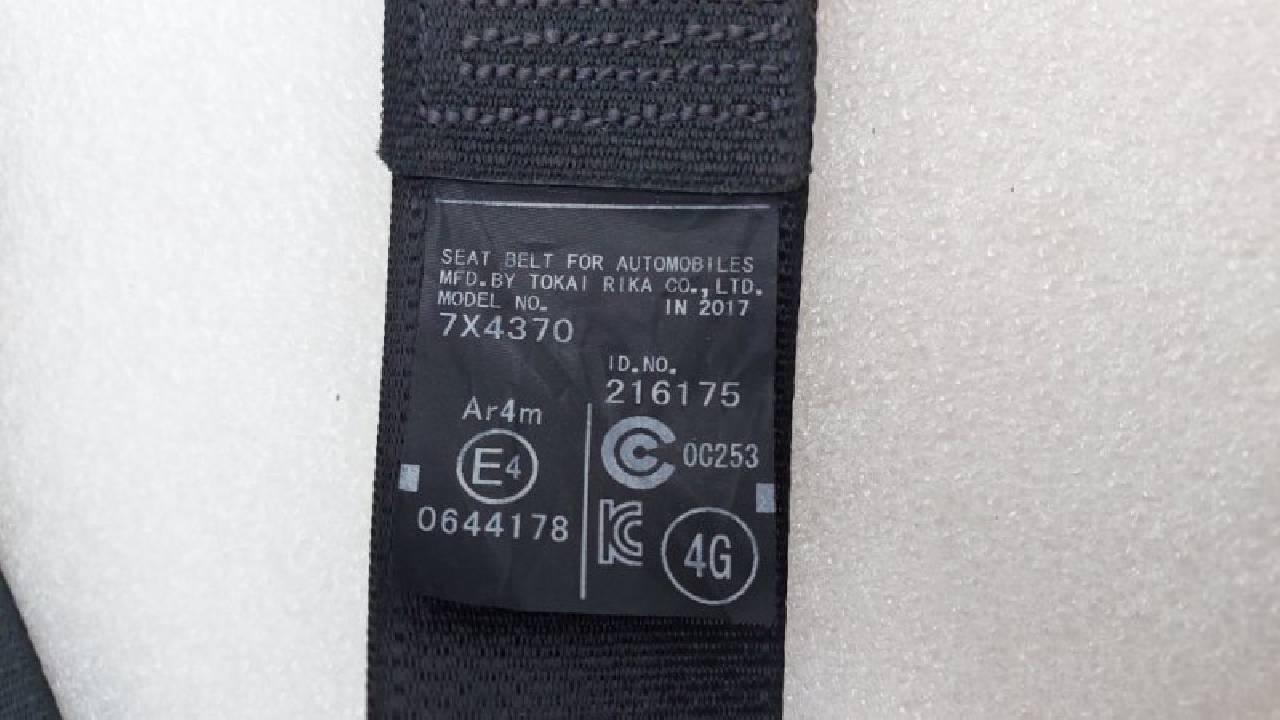 SEAT BELT FOR AUTOMOBILES
MFD.BY TOKAI RIKA CO.,LTD.
MODEL NO. IN 2017
7X4370
ID.NO.
216175
Ar4m
E4
0644178
0C253
KC
4G